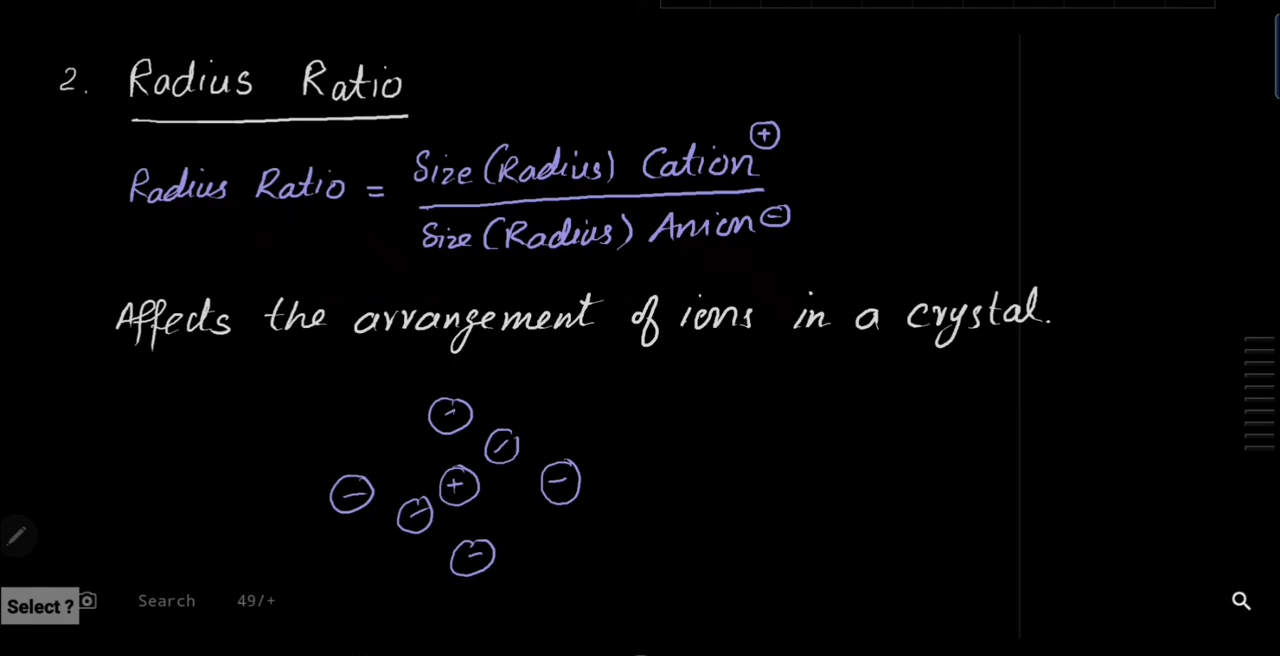 2. Radius Ratio
Radius Ratio = Size (Radius) Cation ⊕
Size (Radius) Anion ⊖
Affects the arrangement of ions in a crystal.
-
-
- + -
-
-
Select ? Search 49/+